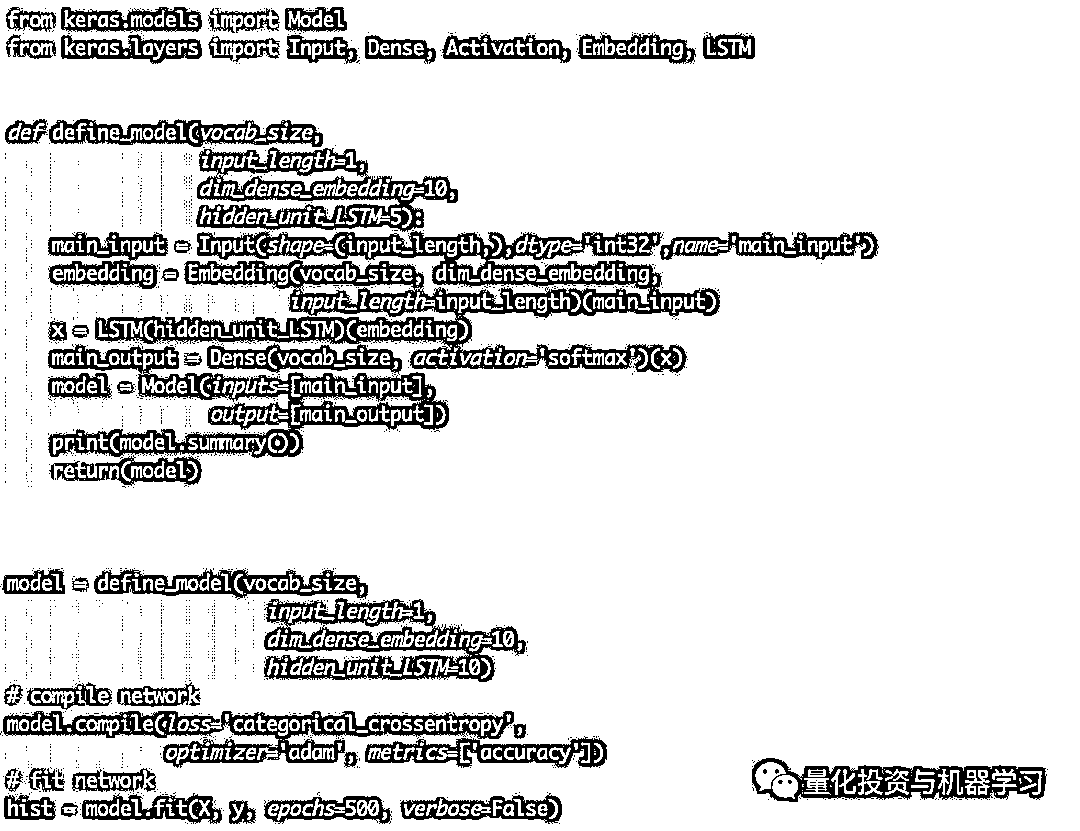 from keras.models import Model
from keras.layers import Input, Dense, Activation, Embedding, LSTM
def define_model(vocab_size,
input_length=1,
dim_dense_embedding=10,
hidden_unit_LSTM=5):
main_input = Input(shape=(input_length,),dtype='int32',name='main_input')
embedding = Embedding(vocab_size, dim_dense_embedding,
input_length=input_length)(main_input)
x = LSTM(hidden_unit_LSTM)(embedding)
main_output = Dense(vocab_size, activation='softmax')(x)
model = Model(inputs=[main_input],
output=[main_output])
print(model.summary())
return(model)
model = define_model(vocab_size,
input_length=1,
dim_dense_embedding=10,
hidden_unit_LSTM=10)
# compile network
model.compile(loss='categorical_crossentropy',
optimizer='adam', metrics=['accuracy'])
# fit network
hist = model.fit(X, y, epochs=500, verbose=False)
量化投资与机器学习